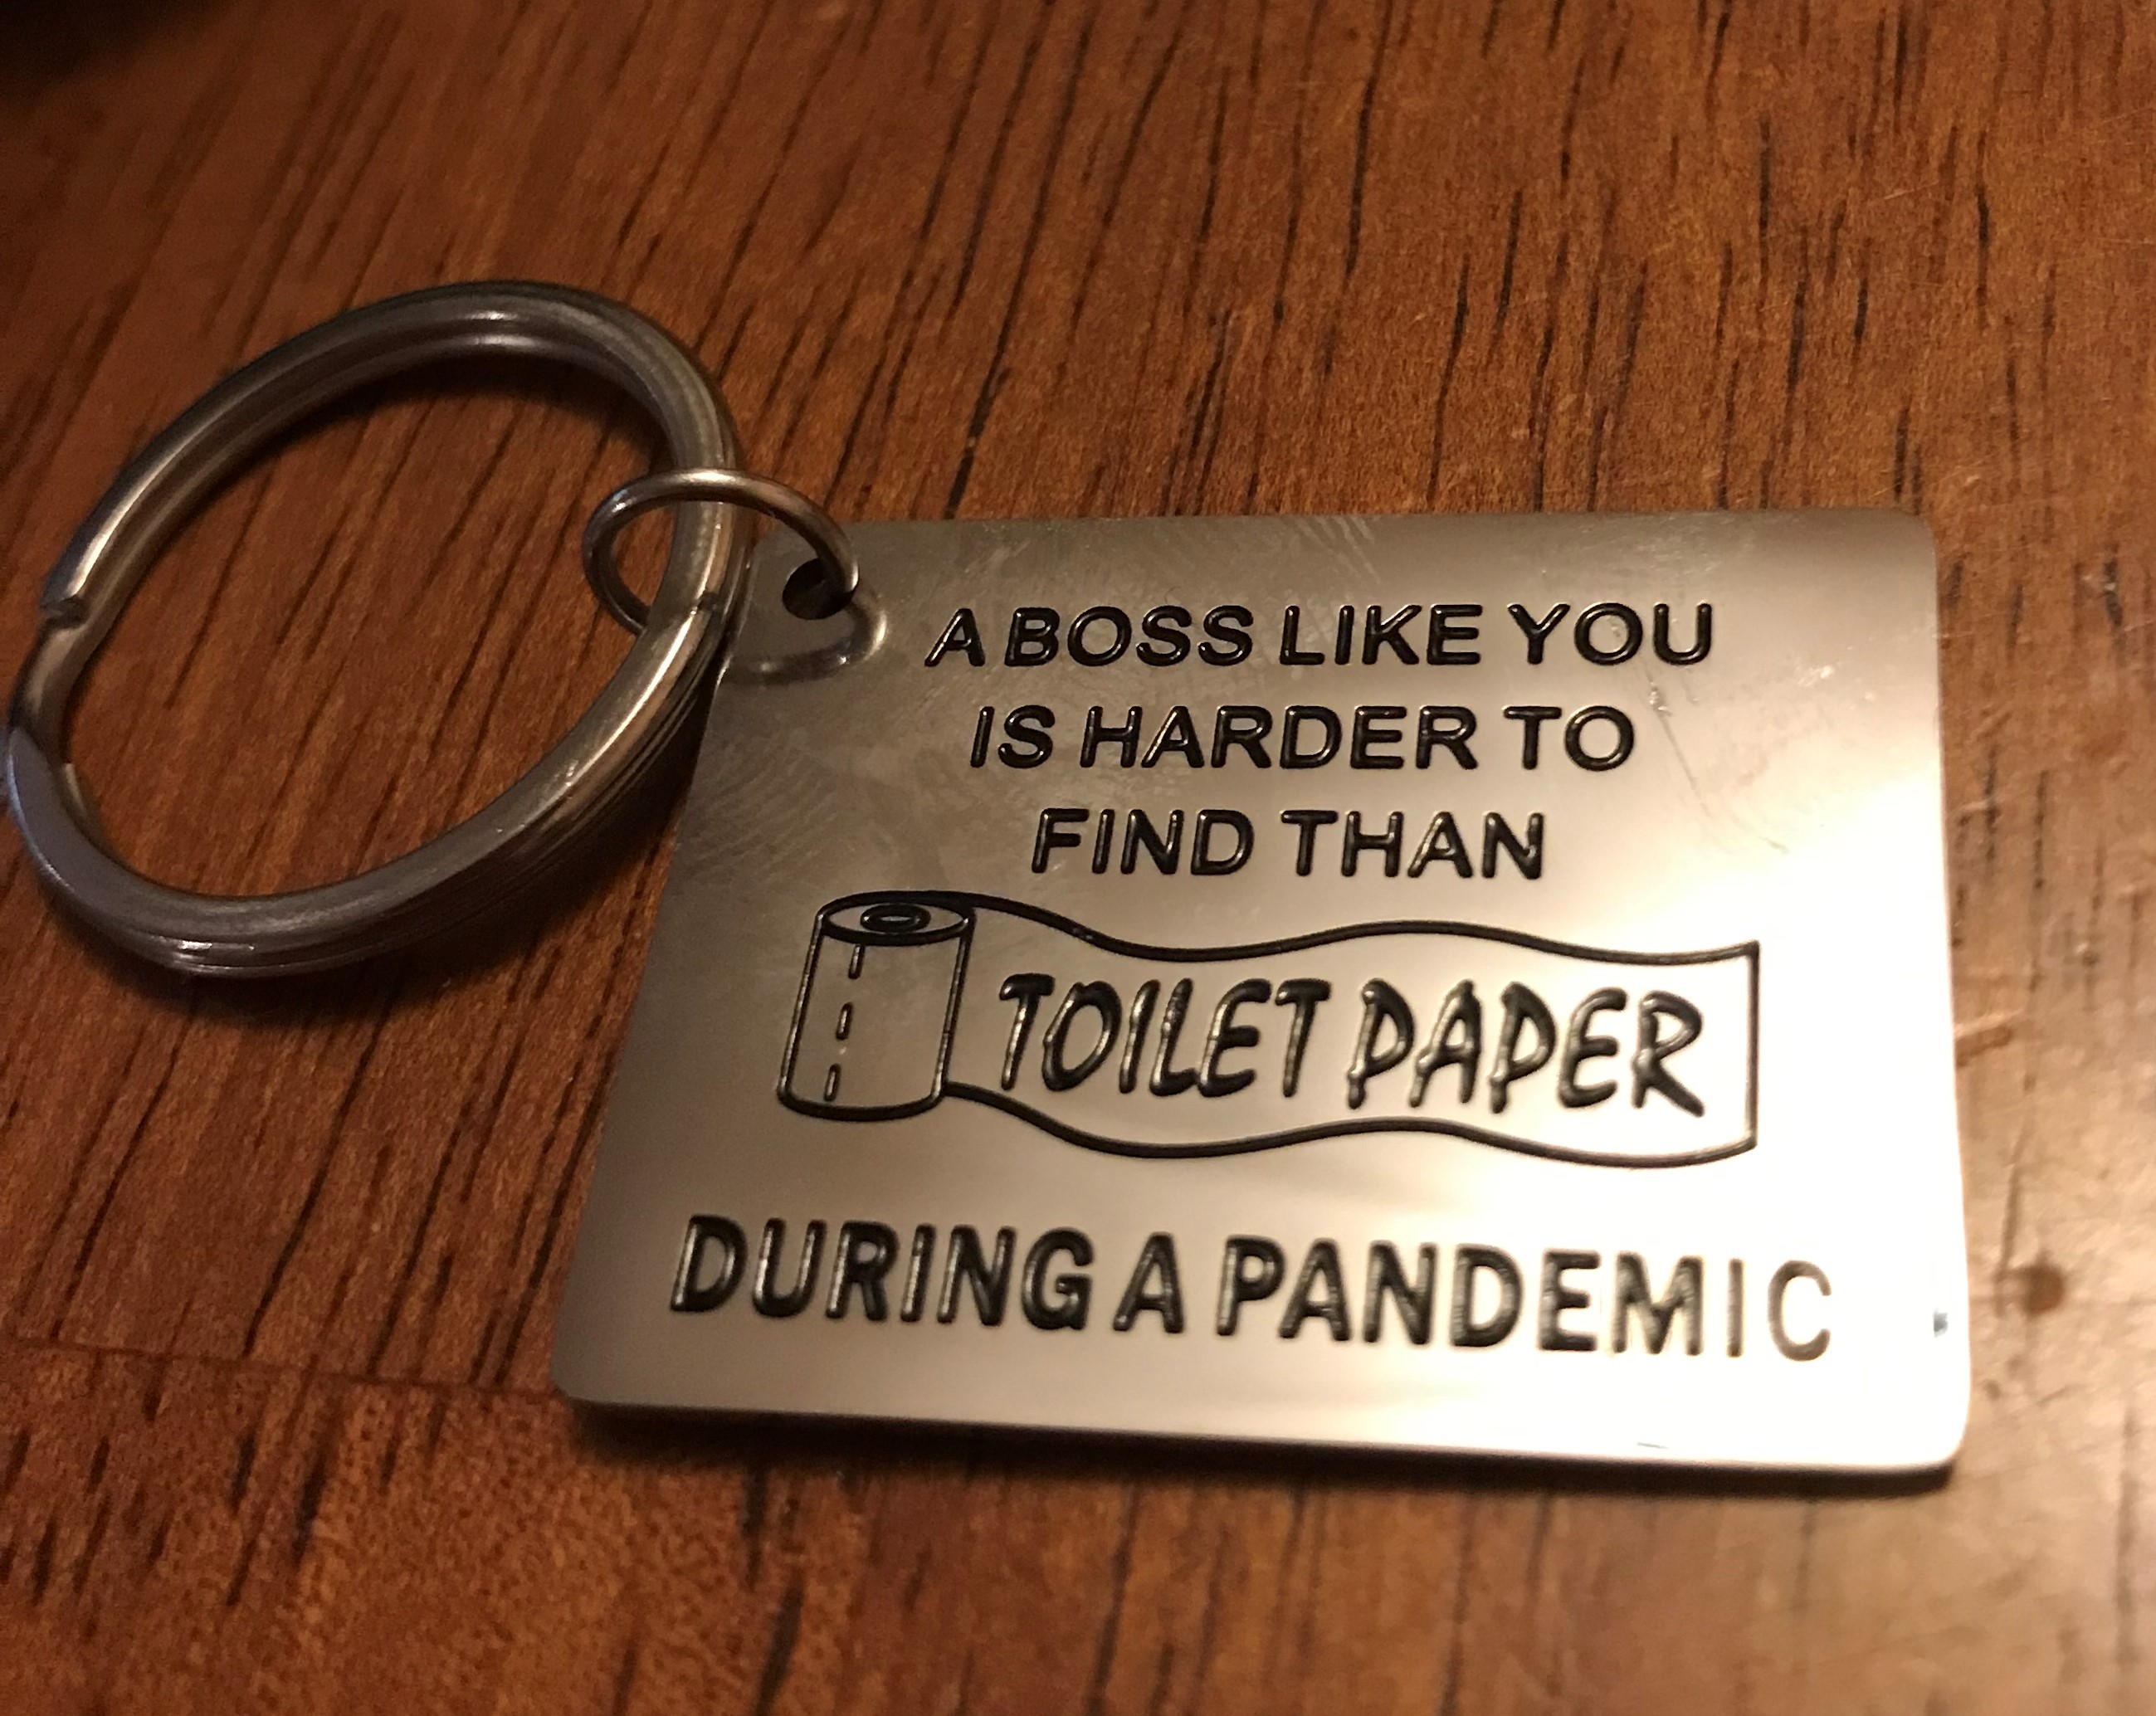 A BOSS LIKE YOU
IS HARDER TO
FIND THAN
TOILET PAPER
DURING A PANDEMIC